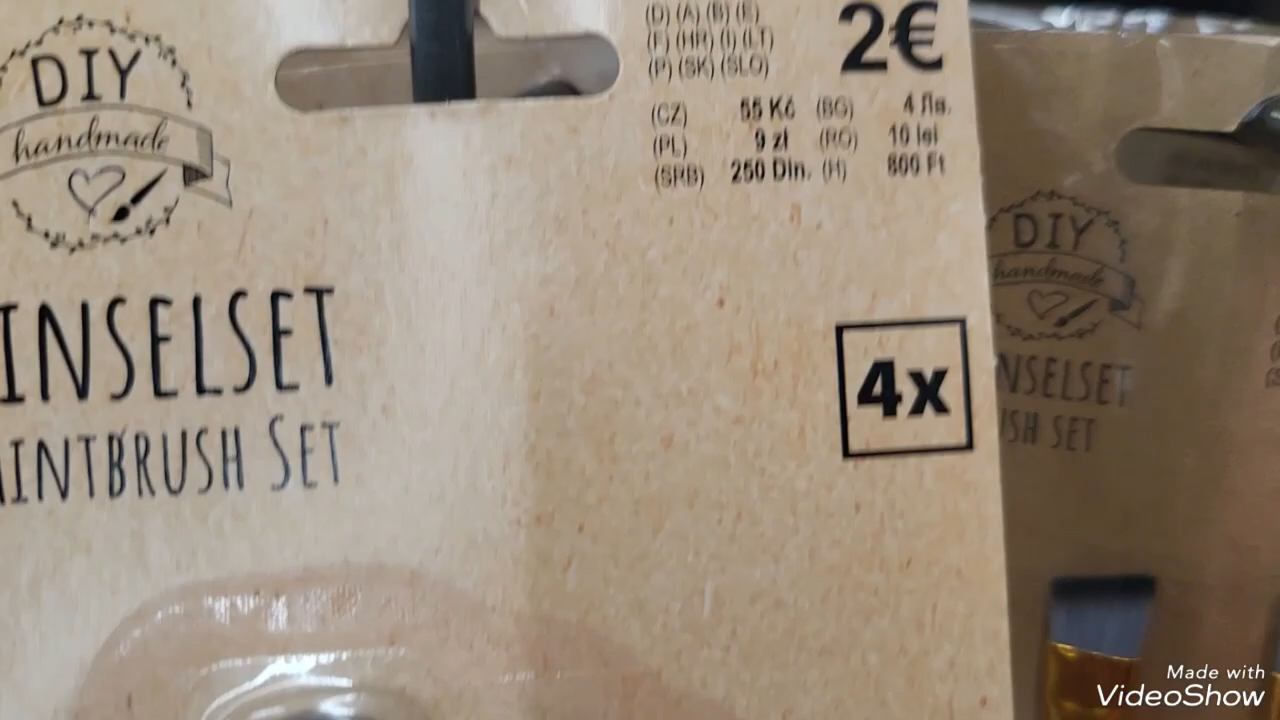 DIY
handmade
INSELSET
AINTBRUSH SET
(D) (A) (B) (E)
(F) (HR) (I) (LT)
(P) (SK) (SLO)
2€
(CZ) 55 Kč (BG) 4 Лв.
(PL) 9 zł (RO) 10 lei
(SRB) 250 Din. (H) 800 Ft
4x
DIY
handmade
NSELSET
USH SET
Made with
VideoShow